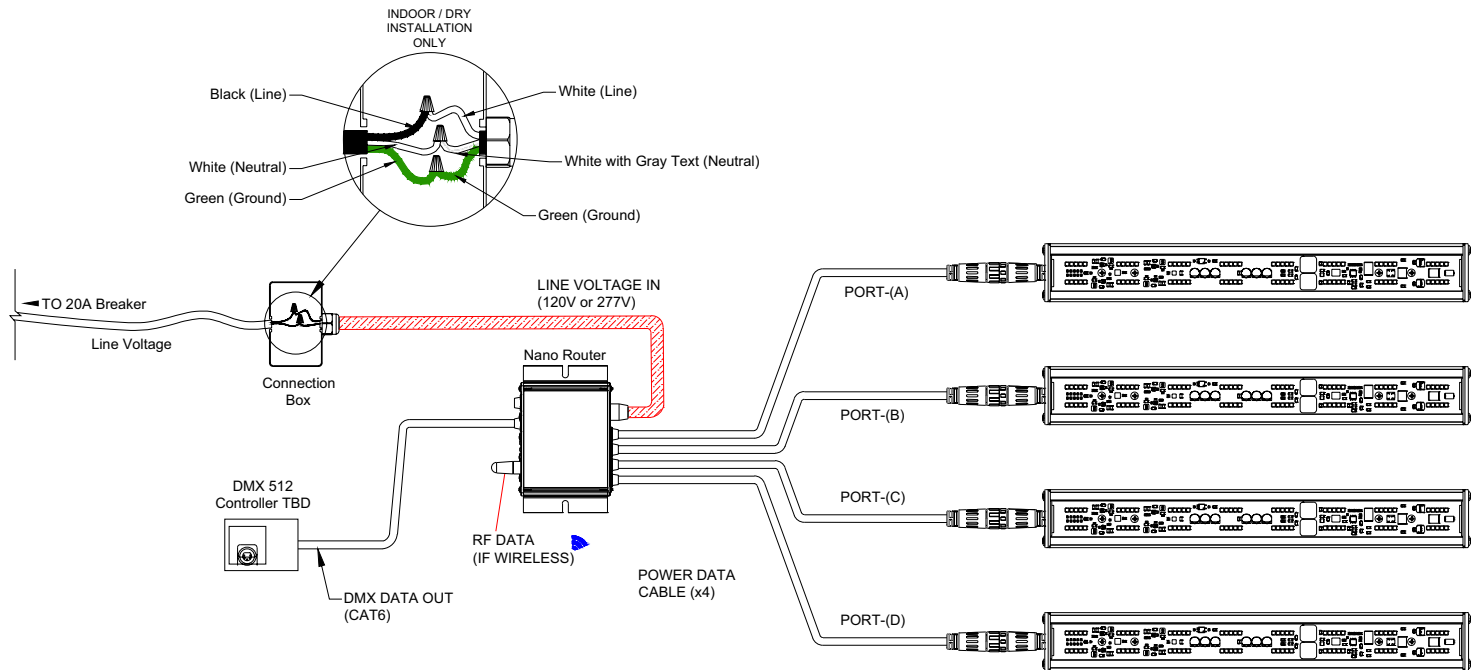 INDOOR / DRY
INSTALLATION
ONLY
Black (Line)
White (Line)
White (Neutral)
White with Gray Text (Neutral)
Green (Ground)
Green (Ground)
TO 20A Breaker
Line Voltage
Connection
Box
LINE VOLTAGE IN
(120V or 277V)
Nano Router
PORT-(A)
PORT-(B)
PORT-(C)
PORT-(D)
DMX 512
Controller TBD
RF DATA
(IF WIRELESS)
DMX DATA OUT
(CAT6)
POWER DATA
CABLE (x4)